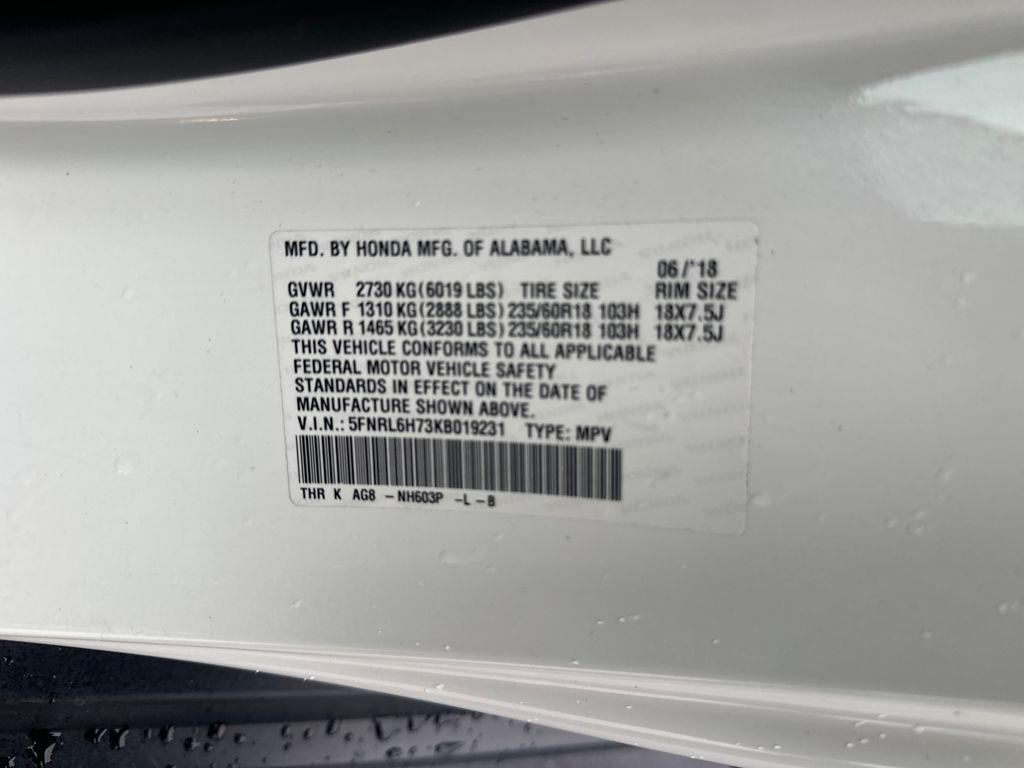 MFD. BY HONDA MFG. OF ALABAMA, LLC
06/'18
GVWR 2730 KG(6019 LBS) TIRE SIZE RIM SIZE
GAWR F 1310 KG(2888 LBS) 235/60R18 103H 18X7.5J
GAWR R 1465 KG(3230 LBS) 235/60R18 103H 18X7.5J
THIS VEHICLE CONFORMS TO ALL APPLICABLE
FEDERAL MOTOR VEHICLE SAFETY
STANDARDS IN EFFECT ON THE DATE OF
MANUFACTURE SHOWN ABOVE.
V.I.N.: 5FNRL6H73KB019231 TYPE: MPV
THR K AG8 -NH603P -L -B